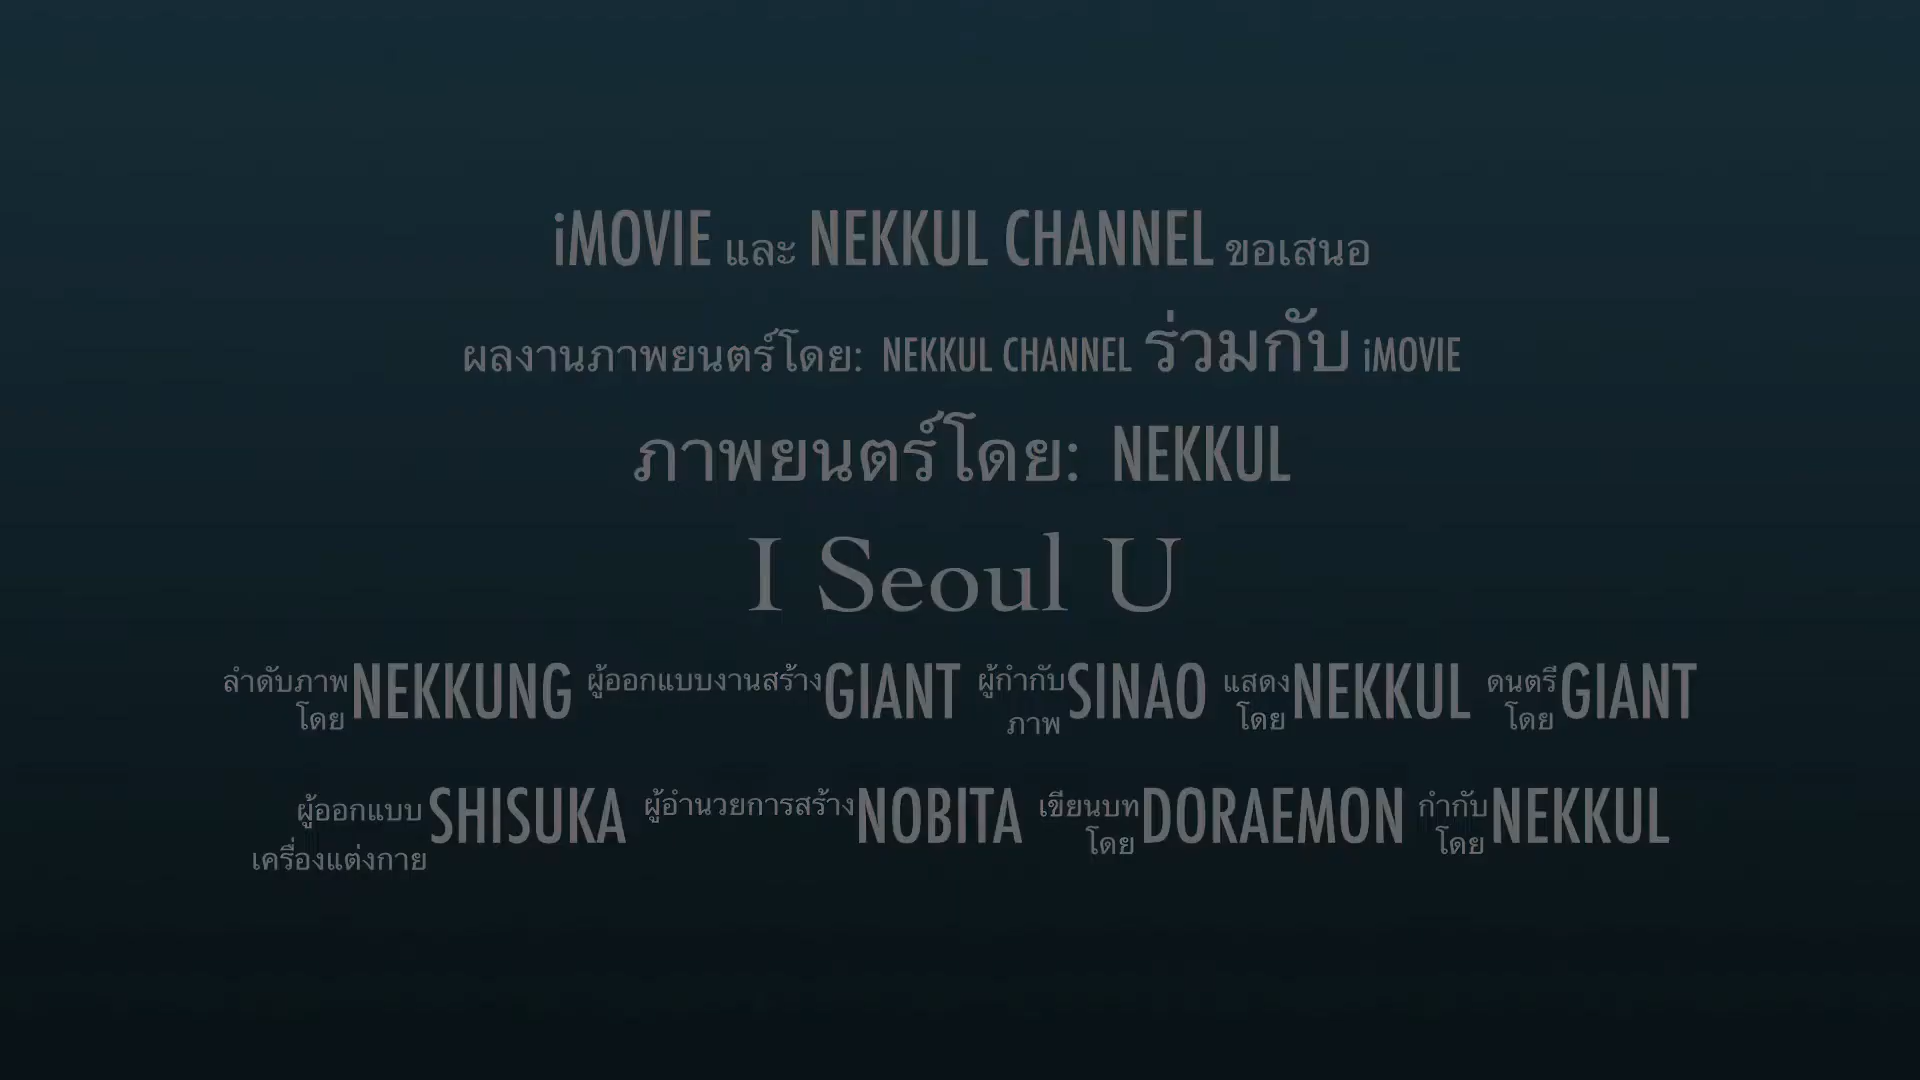 iMOVIE และ NEKKUL CHANNEL ขอเสนอ
ผลงานภาพยนตร์โดย: NEKKUL CHANNEL ร่วมกับ iMOVIE
ภาพยนตร์โดย: NEKKUL
I Seoul U
ลำดับภาพโดย NEKKUNG ผู้ออกแบบงานสร้าง GIANT ผู้กำกับภาพ SINAO แสดงโดย NEKKUL ดนตรีโดย GIANT
ผู้ออกแบบเครื่องแต่งกาย SHISUKA ผู้อำนวยการสร้าง NOBITA เขียนบทโดย DORAEMON กำกับโดย NEKKUL